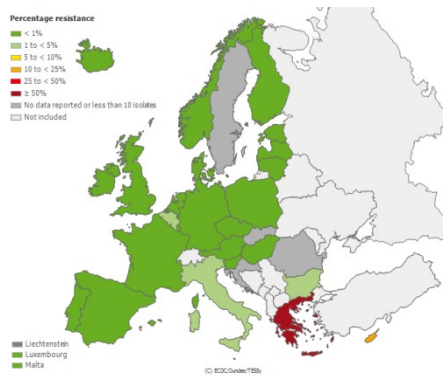 Percentage resistance
< 1%
1 to < 5%
5 to < 10%
10 to < 25%
25 to < 50%
≥ 50%
No data reported or less than 10 isolates
Not included
Liechtenstein
Luxembourg
Malta
(C) ECDC/Dundas/TESSy